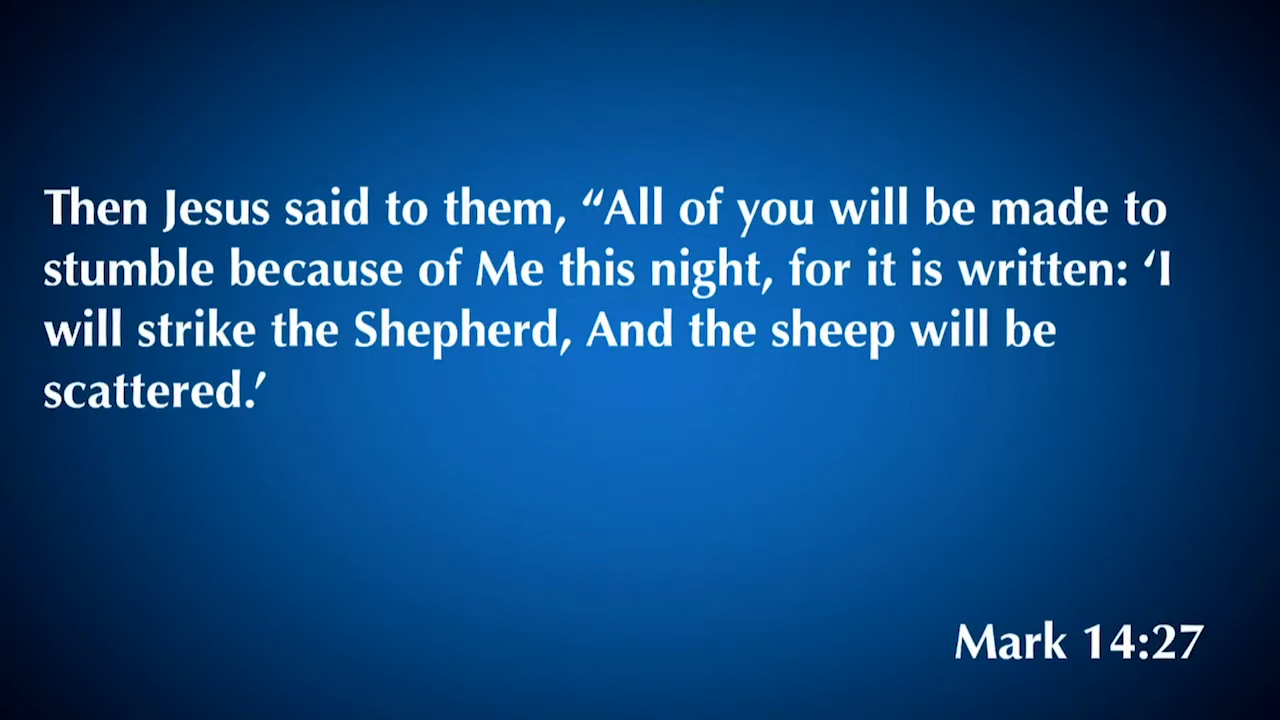 Then Jesus said to them, “All of you will be made to
stumble because of Me this night, for it is written: ‘I
will strike the Shepherd, And the sheep will be
scattered.’
Mark 14:27